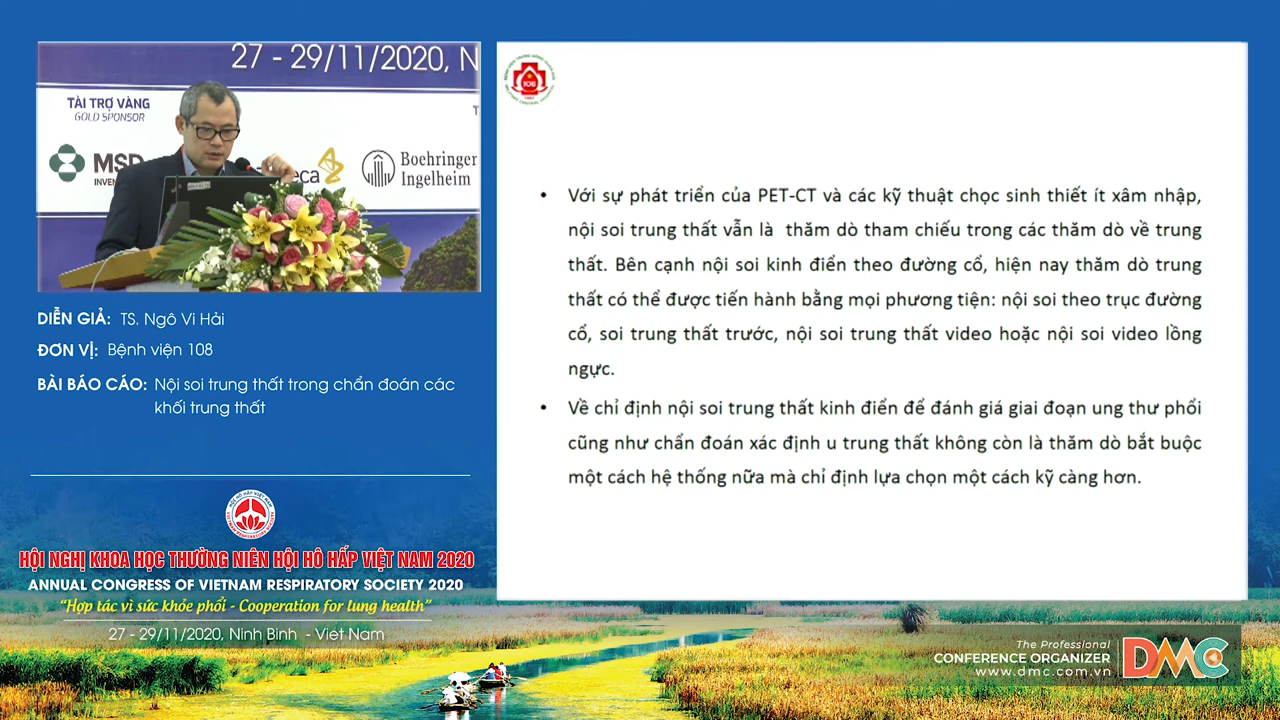 27 - 29/11/2020, N
TÀI TRỢ VÀNG
GOLD SPONSOR
MSD
INVEN
eca
Boehringer
Ingelheim
108
DIỄN GIẢ: TS. Ngô Vi Hải
ĐƠN VỊ: Bệnh viện 108
BÀI BÁO CÁO: Nội soi trung thất trong chẩn đoán các
khối trung thất
HỘI NGHỊ KHOA HỌC THƯỜNG NIÊN HỘI HÔ HẤP VIỆT NAM 2020
ANNUAL CONGRESS OF VIETNAM RESPIRATORY SOCIETY 2020
“Hợp tác vì sức khỏe phổi - Cooperation for lung health”
27 - 29/11/2020, Ninh Binh - Viet Nam
• Với sự phát triển của PET-CT và các kỹ thuật chọc sinh thiết ít xâm nhập,
nội soi trung thất vẫn là thăm dò tham chiếu trong các thăm dò về trung
thất. Bên cạnh nội soi kinh điển theo đường cổ, hiện nay thăm dò trung
thất có thể được tiến hành bằng mọi phương tiện: nội soi theo trục đường
cổ, soi trung thất trước, nội soi trung thất video hoặc nội soi video lồng
ngực.
• Về chỉ định nội soi trung thất kinh điển để đánh giá giai đoạn ung thư phổi
cũng như chẩn đoán xác định u trung thất không còn là thăm dò bắt buộc
một cách hệ thống nữa mà chỉ định lựa chọn một cách kỹ càng hơn.
The Professional
CONFERENCE ORGANIZER
www.dmc.com.vn
DMC